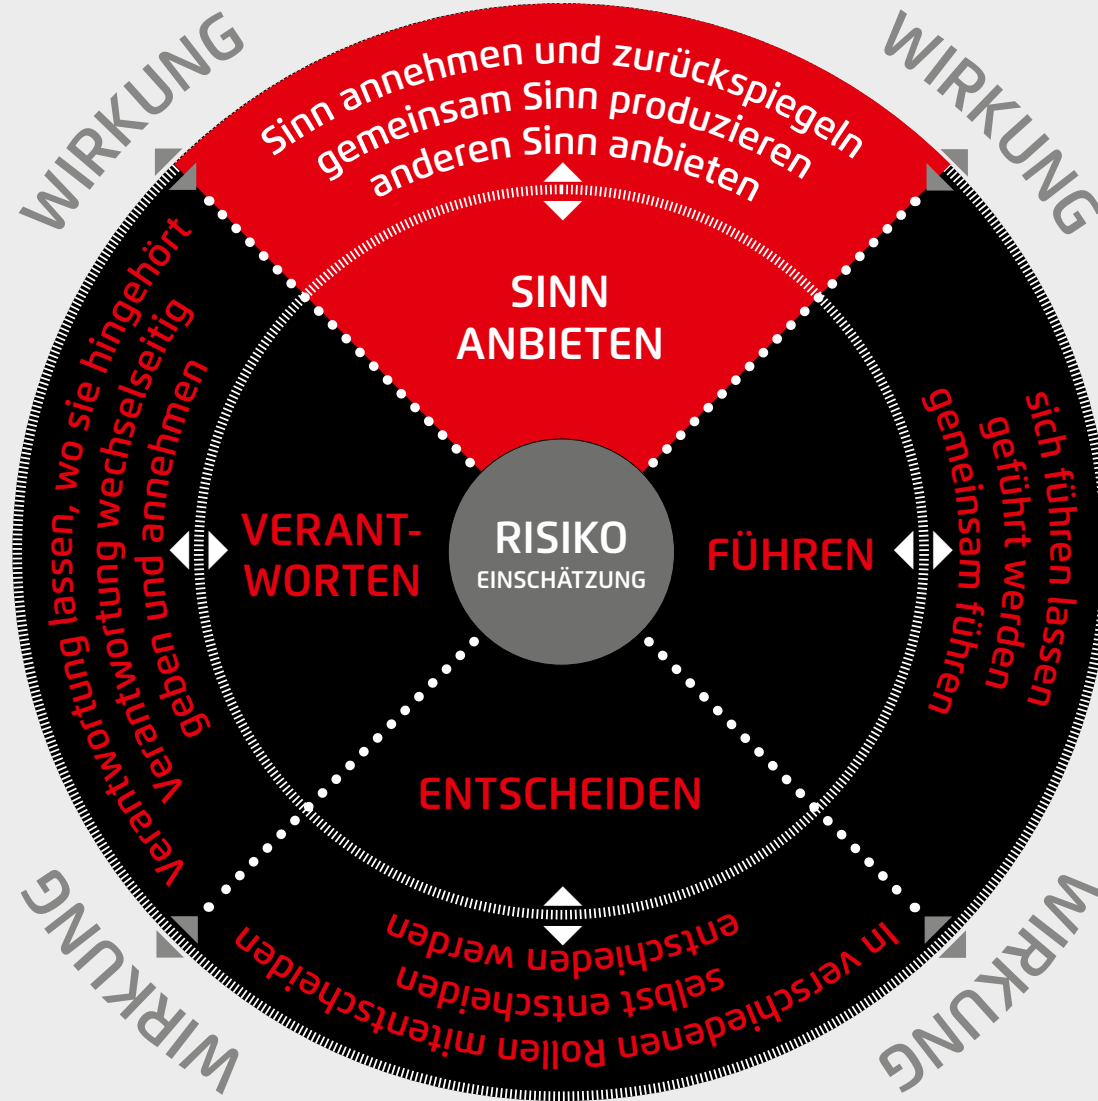 WIRKUNG
WIRKUNG
Sinn annehmen und zurückspiegeln
gemeinsam Sinn produzieren
anderen Sinn anbieten
SINN
ANBIETEN
Verantwortung lassen, wo sie hingehört
Verantwortung wechselseitig
geben und annehmen
VERANT-
WORTEN
RISIKO
EINSCHÄTZUNG
FÜHREN
sich führen lassen
geführt werden
gemeinsam führen
ENTSCHEIDEN
In verschiedenen Rollen mitentscheiden
selbst entscheiden
entschieden werden
WIRKUNG
WIRKUNG